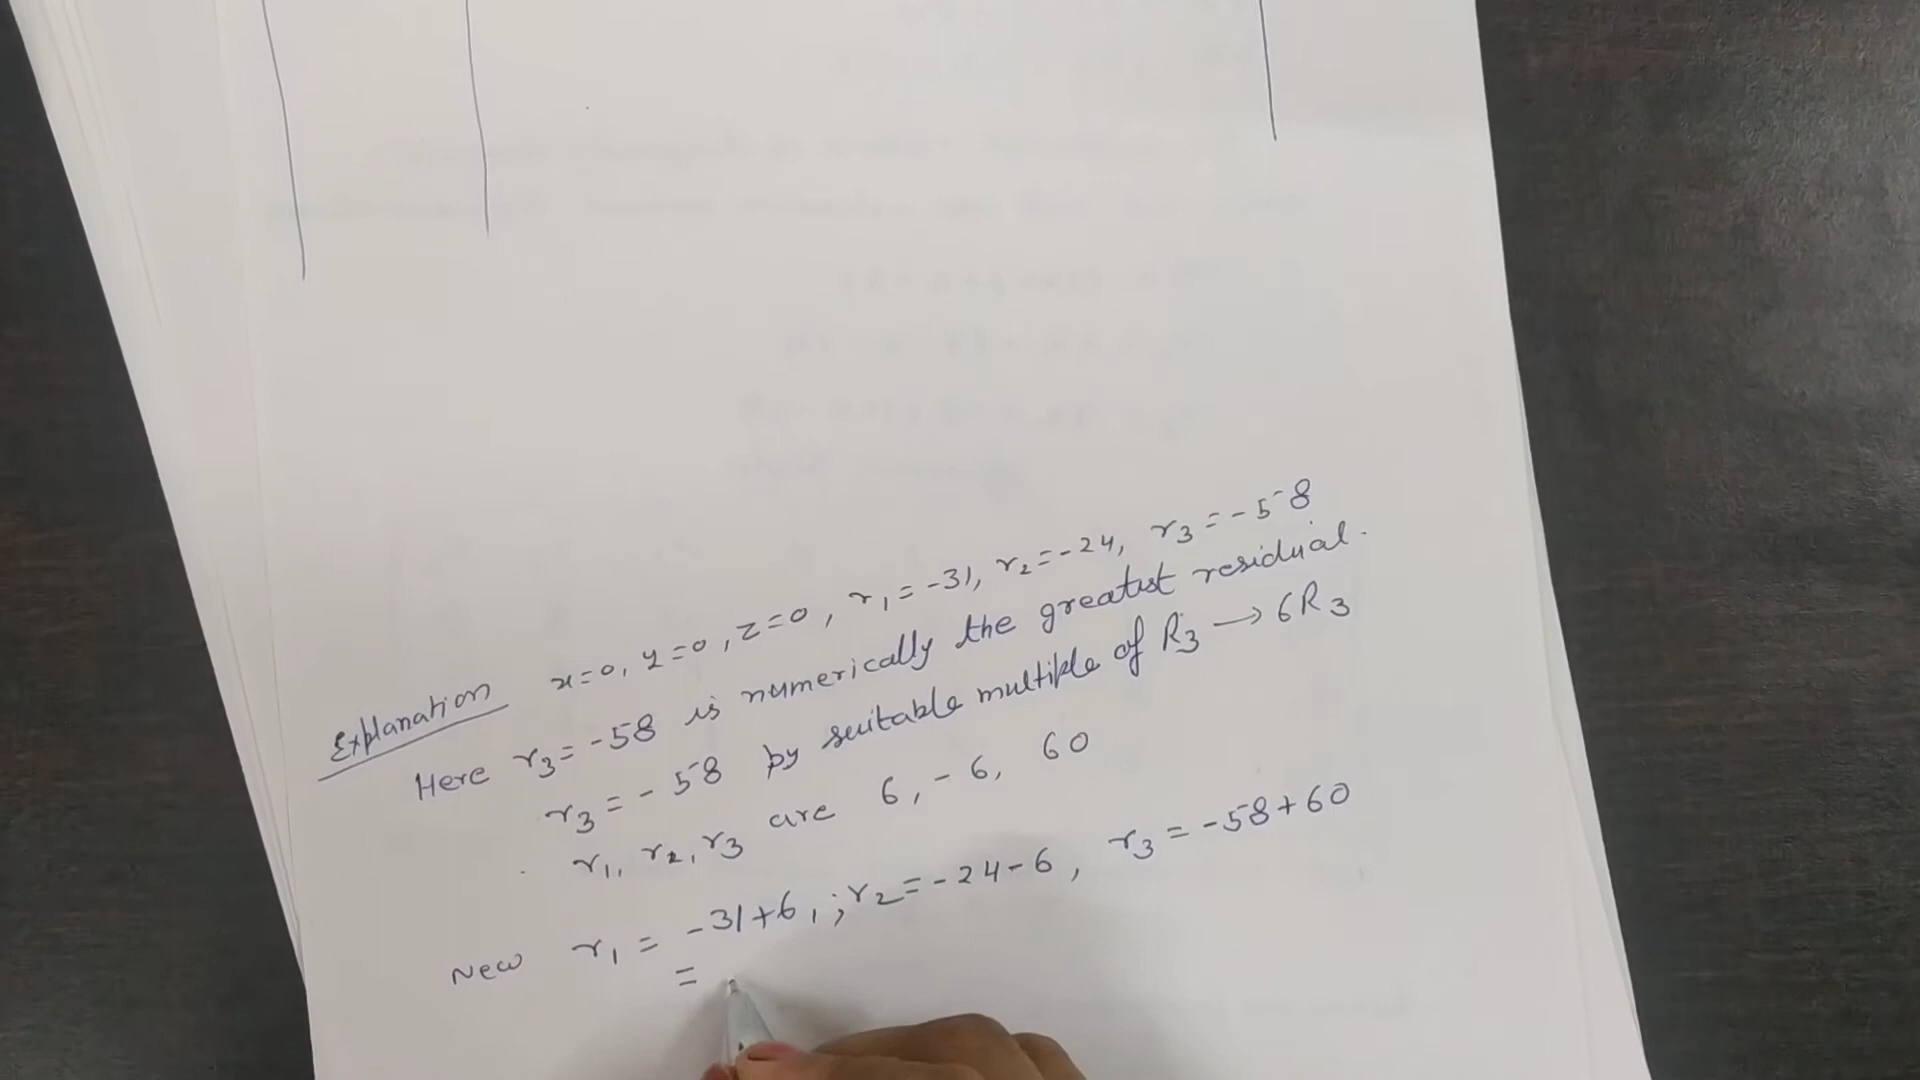 Explanation x=0, y=0, z=0, r1=-31, r2=-24, r3=-58
Here r3=-58 is numerically the greatest residual.
r3=-58 by suitable multiple of R3 → 6R3
r1, r2, r3 are 6, -6, 60
New r1 = -31+6, ; r2=-24-6, r3=-58+60
=